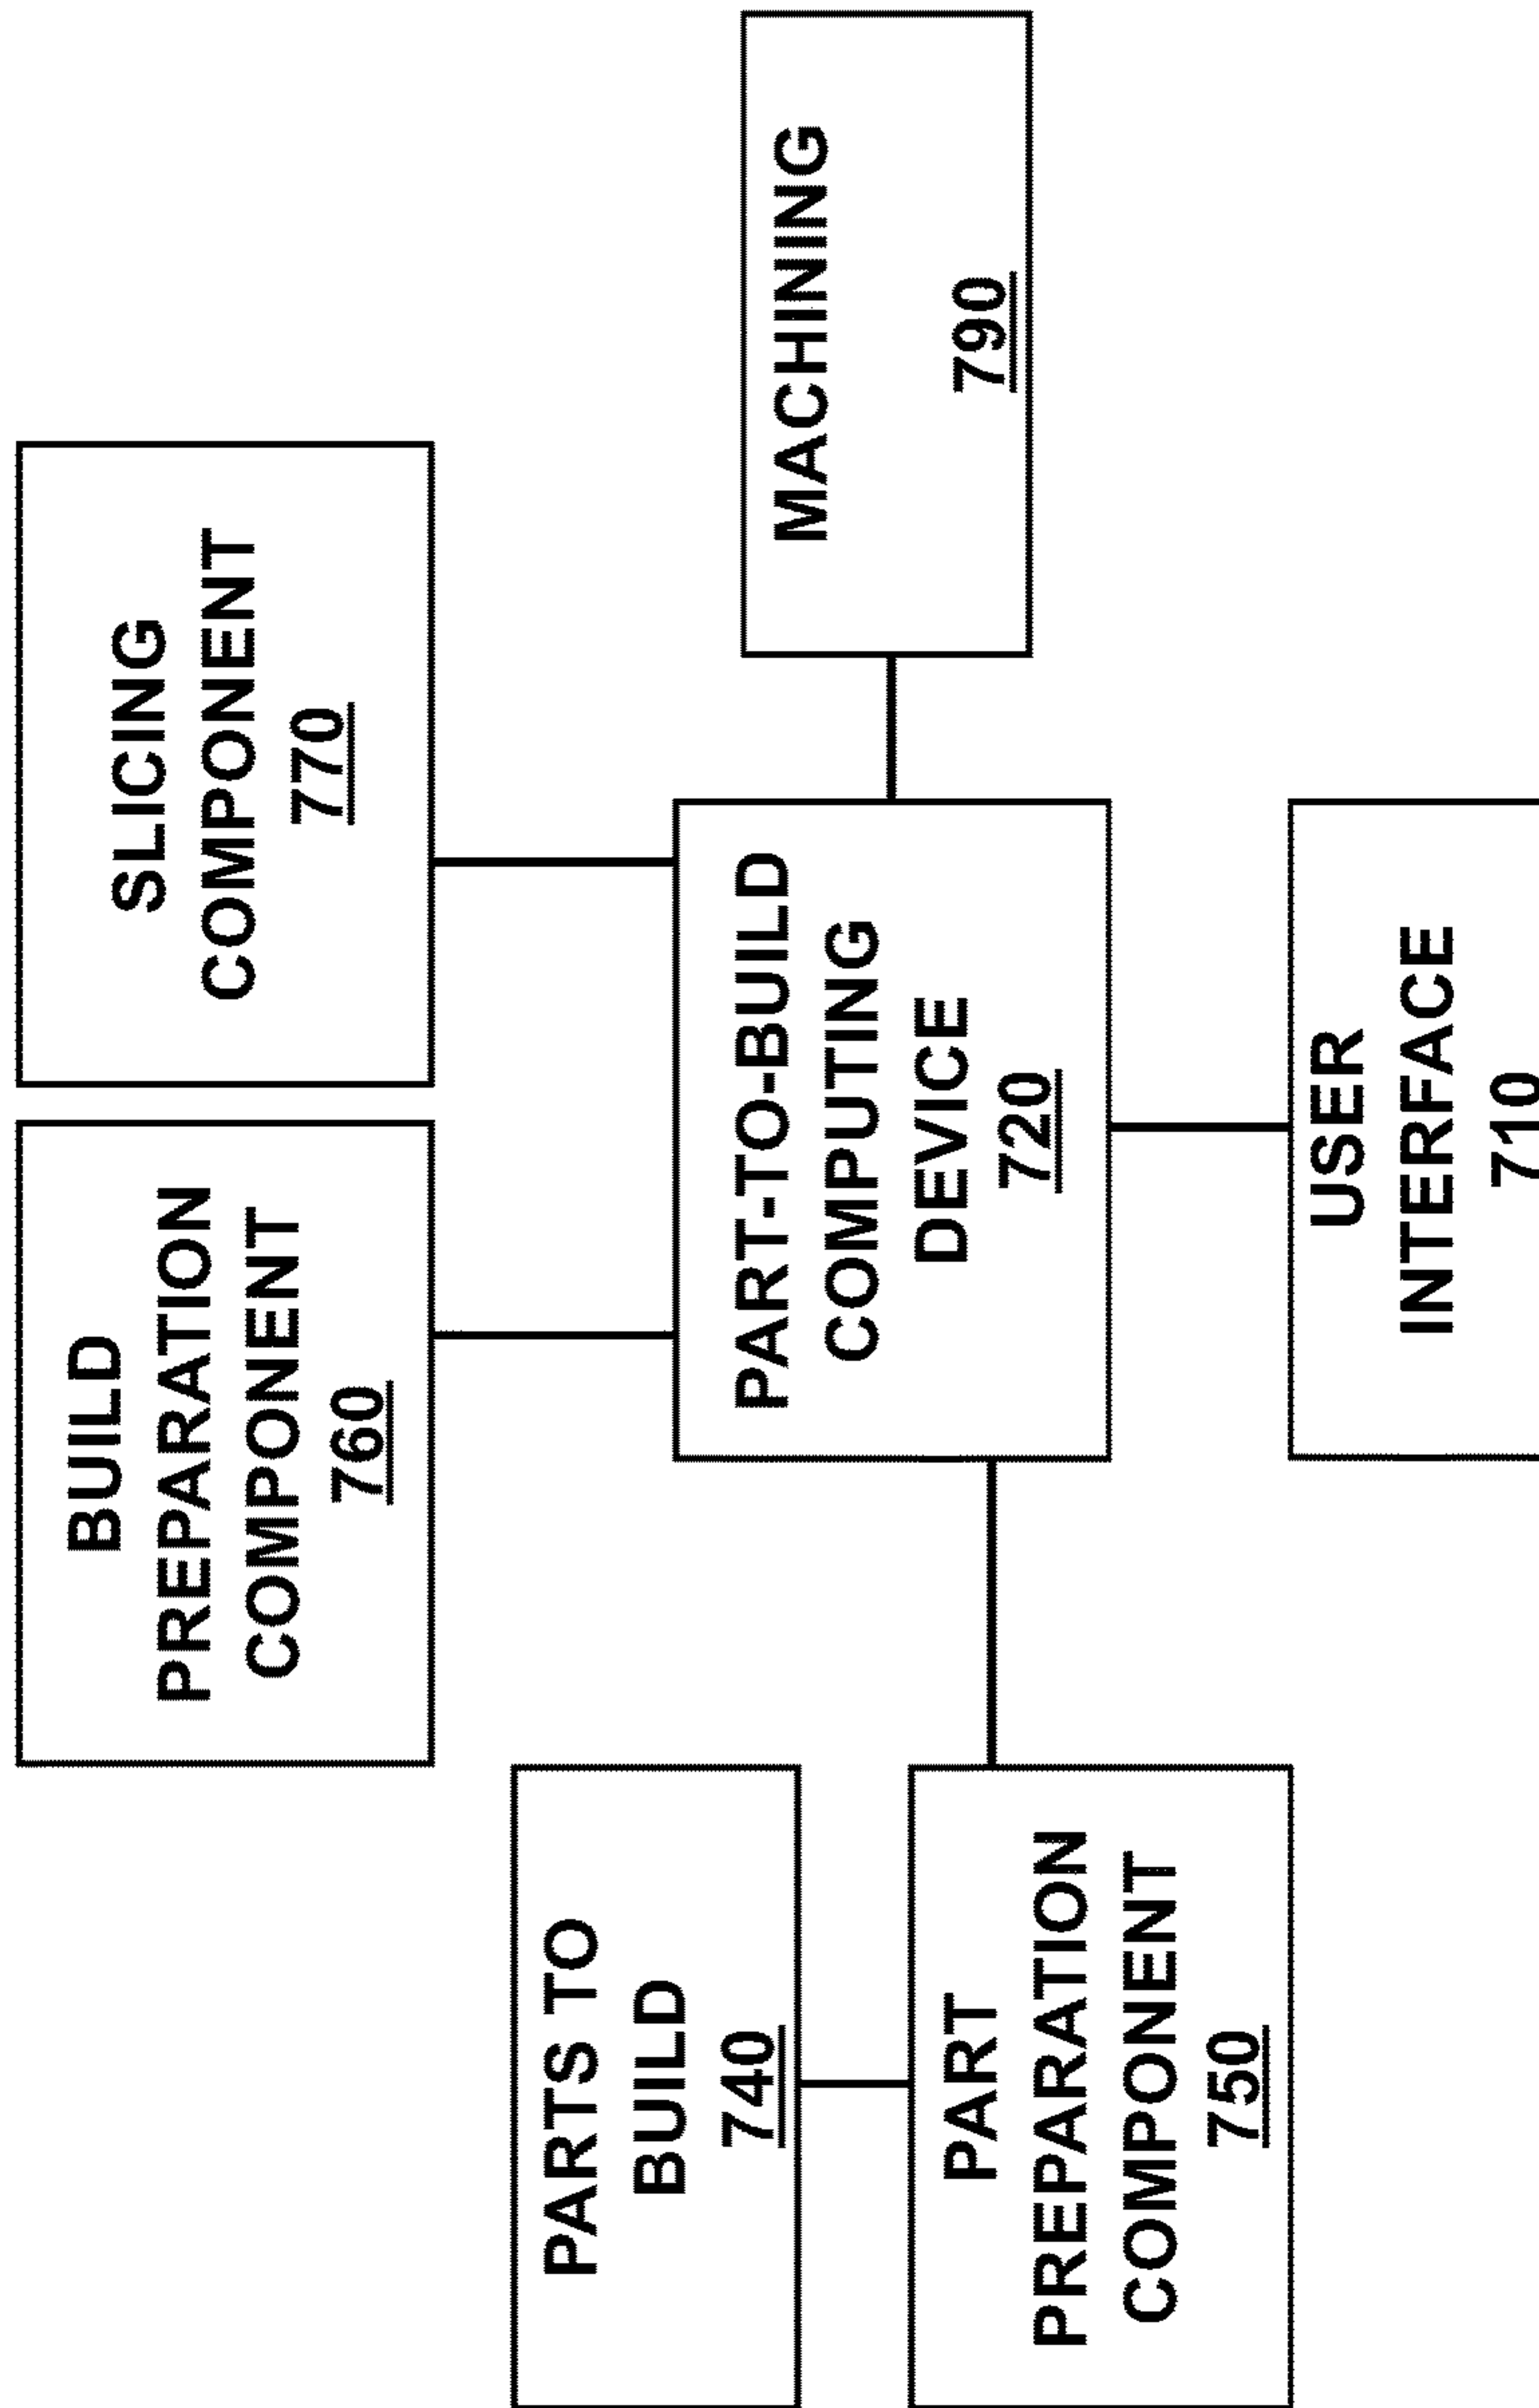 BUILD
PREPARATION
COMPONENT
760
SLICING
COMPONENT
770
PARTS TO
BUILD
740
PART-TO-BUILD
COMPUTING
DEVICE
720
MACHINING
790
PART
PREPARATION
COMPONENT
750
USER
INTERFACE
710